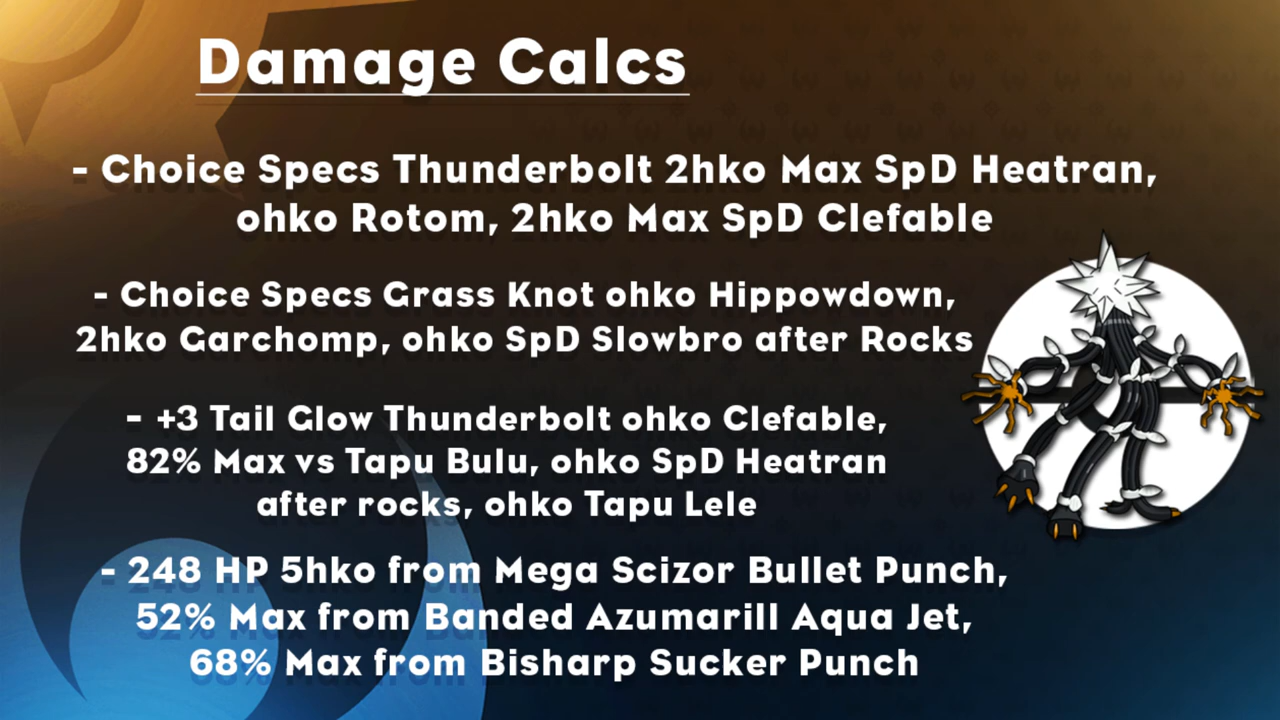 Damage Calcs
- Choice Specs Thunderbolt 2hko Max SpD Heatran,
ohko Rotom, 2hko Max SpD Clefable
- Choice Specs Grass Knot ohko Hippowdown,
2hko Garchomp, ohko SpD Slowbro after Rocks
- +3 Tail Glow Thunderbolt ohko Clefable,
82% Max vs Tapu Bulu, ohko SpD Heatran
after rocks, ohko Tapu Lele
- 248 HP 5hko from Mega Scizor Bullet Punch,
52% Max from Banded Azumarill Aqua Jet,
68% Max from Bisharp Sucker Punch